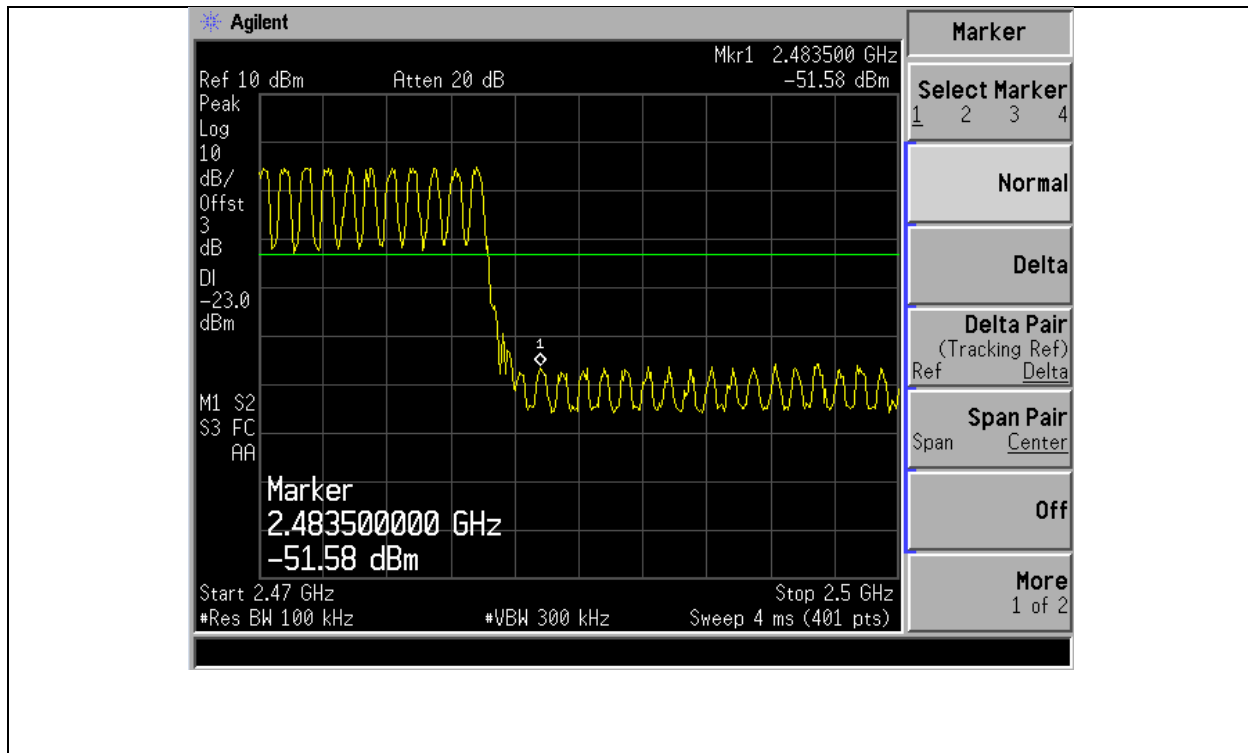 Agilent
Mkr1 2.483500 GHz
Ref 10 dBm Atten 20 dB -51.58 dBm
Peak
Log
10
dB/
Offst
3
dB
DI
-23.0
dBm
M1 S2
S3 FC
AA
1
Marker
2.483500000 GHz
-51.58 dBm
Start 2.47 GHz Stop 2.5 GHz
#Res BW 100 kHz #VBW 300 kHz Sweep 4 ms (401 pts)
Marker
Select Marker
1 2 3 4
Normal
Delta
Delta Pair
(Tracking Ref)
Ref Delta
Span Pair
Span Center
Off
More
1 of 2